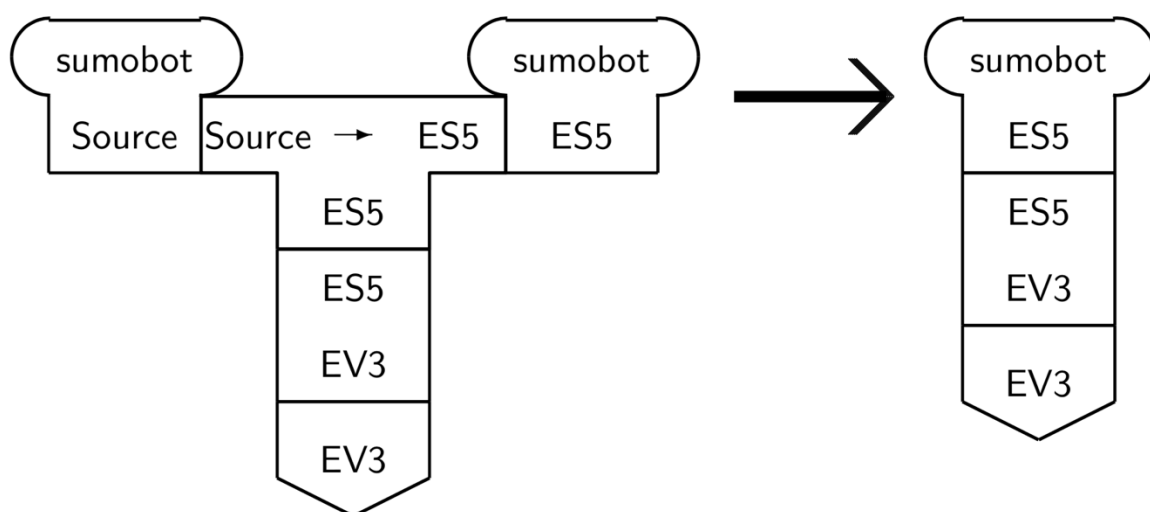 sumobot sumobot sumobot
Source Source → ES5 ES5 ES5
ES5 ES5
ES5 EV3
EV3 EV3
EV3